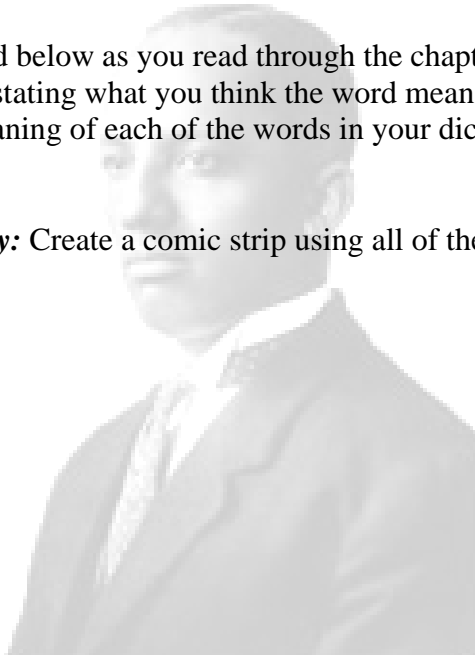 d below as you read through the chapt
stating what you think the word mean
aning of each of the words in your dic
y: Create a comic strip using all of the